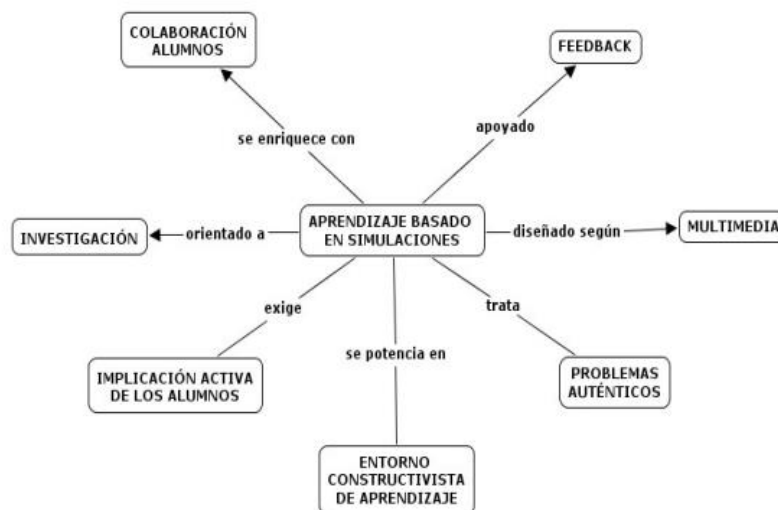 COLABORACIÓN
ALUMNOS
FEEDBACK
se enriquece con
apoyado
INVESTIGACIÓN
orientado a
APRENDIZAJE BASADO
EN SIMULACIONES
diseñado según
MULTIMEDIA
exige
trata
se potencia en
IMPLICACIÓN ACTIVA
DE LOS ALUMNOS
PROBLEMAS
AUTÉNTICOS
ENTORNO
CONSTRUCTIVISTA
DE APRENDIZAJE